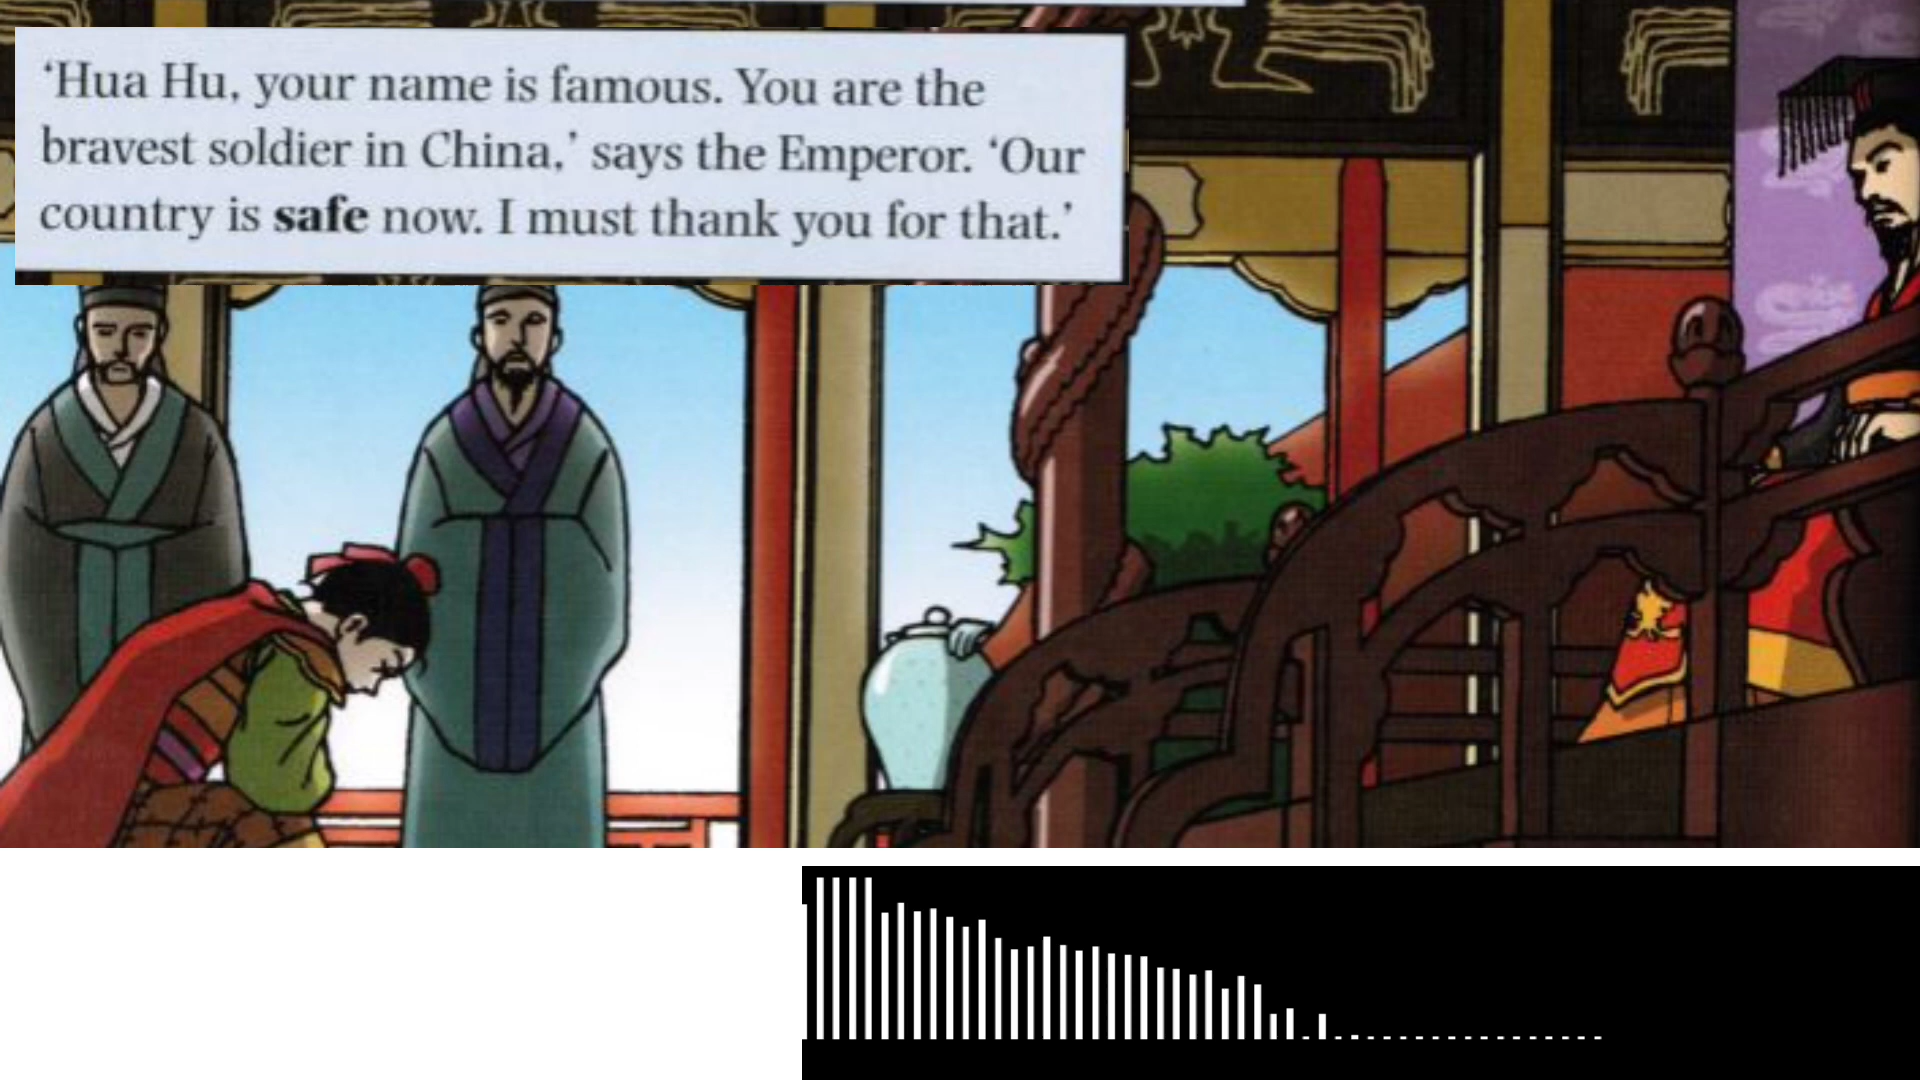 ‘Hua Hu, your name is famous. You are the
bravest soldier in China,’ says the Emperor. ‘Our
country is safe now. I must thank you for that.’